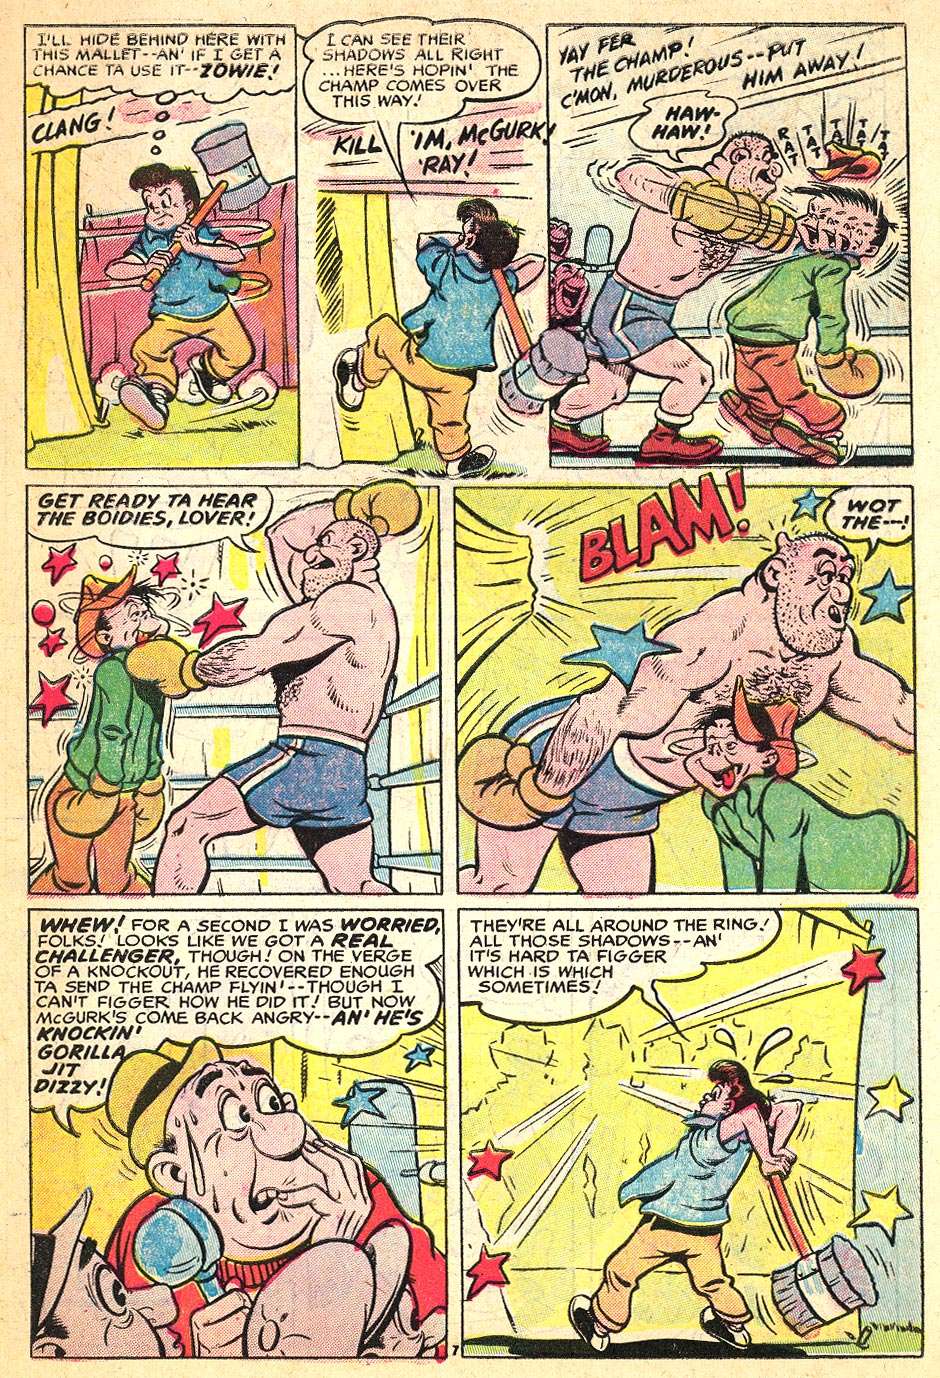 I'LL HIDE BEHIND HERE WITH
THIS MALLET--AN' IF I GET A
CHANCE TA USE IT--ZOWIE!
CLANG!
I CAN SEE THEIR
SHADOWS ALL RIGHT
...HERE'S HOPIN' THE
CHAMP COMES OVER
THIS WAY!
KILL 'IM, McGURK!
'RAY!
YAY FER
THE CHAMP!
C'MON, MURDEROUS--PUT
HIM AWAY!
HAW-
HAW!
RAT
TAT
TAT
TAT
TAT
GET READY TA HEAR
THE BOIDIES, LOVER!
BLAM!
WOT
THE---!
WHEW! FOR A SECOND I WAS WORRIED,
FOLKS! LOOKS LIKE WE GOT A REAL
CHALLENGER, THOUGH! ON THE VERGE
OF A KNOCKOUT, HE RECOVERED ENOUGH
TA SEND THE CHAMP FLYIN'--THOUGH I
CAN'T FIGGER HOW HE DID IT! BUT NOW
McGURK'S COME BACK ANGRY--AN' HE'S
KNOCKIN'
GORILLA
JIT
DIZZY!
THEY'RE ALL AROUND THE RING!
ALL THOSE SHADOWS--AN'
IT'S HARD TA FIGGER
WHICH IS WHICH
SOMETIMES!
7